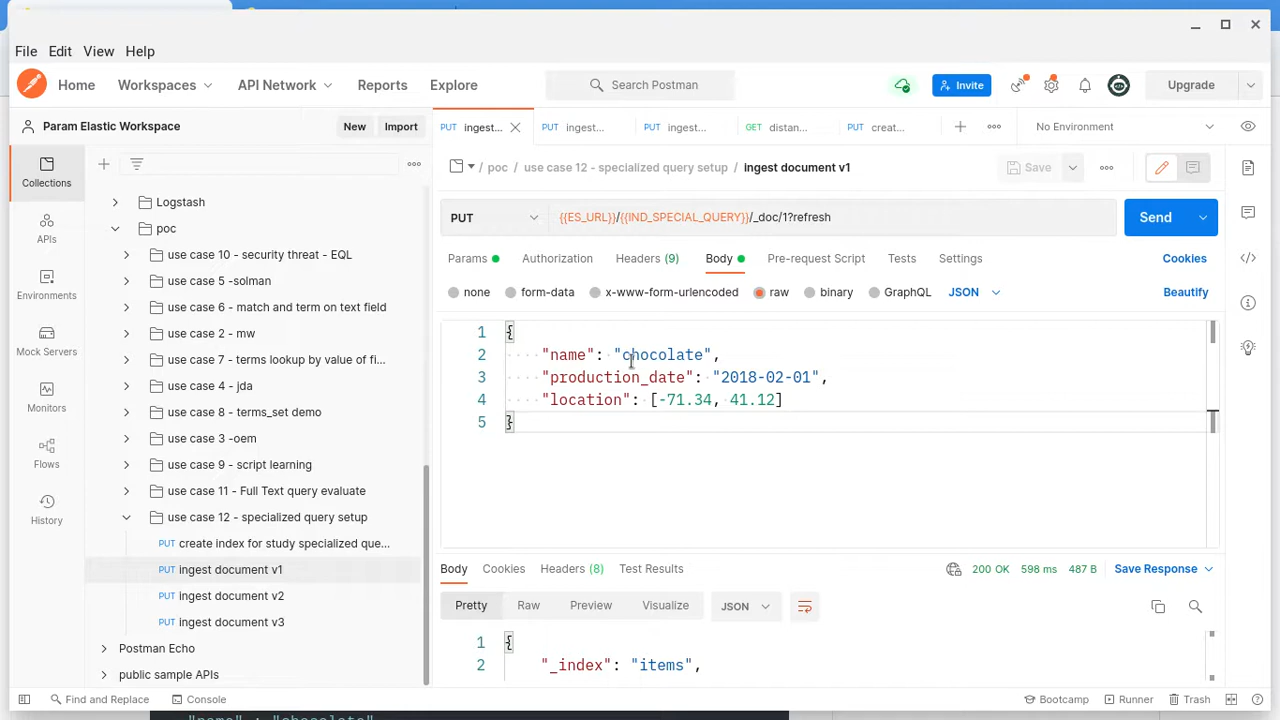 File Edit View Help
Home Workspaces API Network Reports Explore Search Postman Invite Upgrade
Param Elastic Workspace New Import
PUT ingest... PUT ingest... PUT ingest... GET distan... PUT creat... No Environment
Collections
APIs
Environments
Mock Servers
Monitors
Flows
History
Logstash
poc
use case 10 - security threat - EQL
use case 5 -solman
use case 6 - match and term on text field
use case 2 - mw
use case 7 - terms lookup by value of fi...
use case 4 - jda
use case 8 - terms_set demo
use case 3 -oem
use case 9 - script learning
use case 11 - Full Text query evaluate
use case 12 - specialized query setup
PUT create index for study specialized que...
PUT ingest document v1
PUT ingest document v2
PUT ingest document v3
Postman Echo
public sample APIs
/ poc / use case 12 - specialized query setup / ingest document v1 Save
PUT {{ES_URL}}/{{IND_SPECIAL_QUERY}}/_doc/1?refresh Send
Params Authorization Headers (9) Body Pre-request Script Tests Settings Cookies
none form-data x-www-form-urlencoded raw binary GraphQL JSON Beautify
1 {
2 "name": "chocolate",
3 "production_date": "2018-02-01",
4 "location": [-71.34, 41.12]
5 }
Body Cookies Headers (8) Test Results 200 OK 598 ms 487 B Save Response
Pretty Raw Preview Visualize JSON
1 {
2 "_index": "items",
Find and Replace Console Bootcamp Runner Trash
"name" : "chocolate"